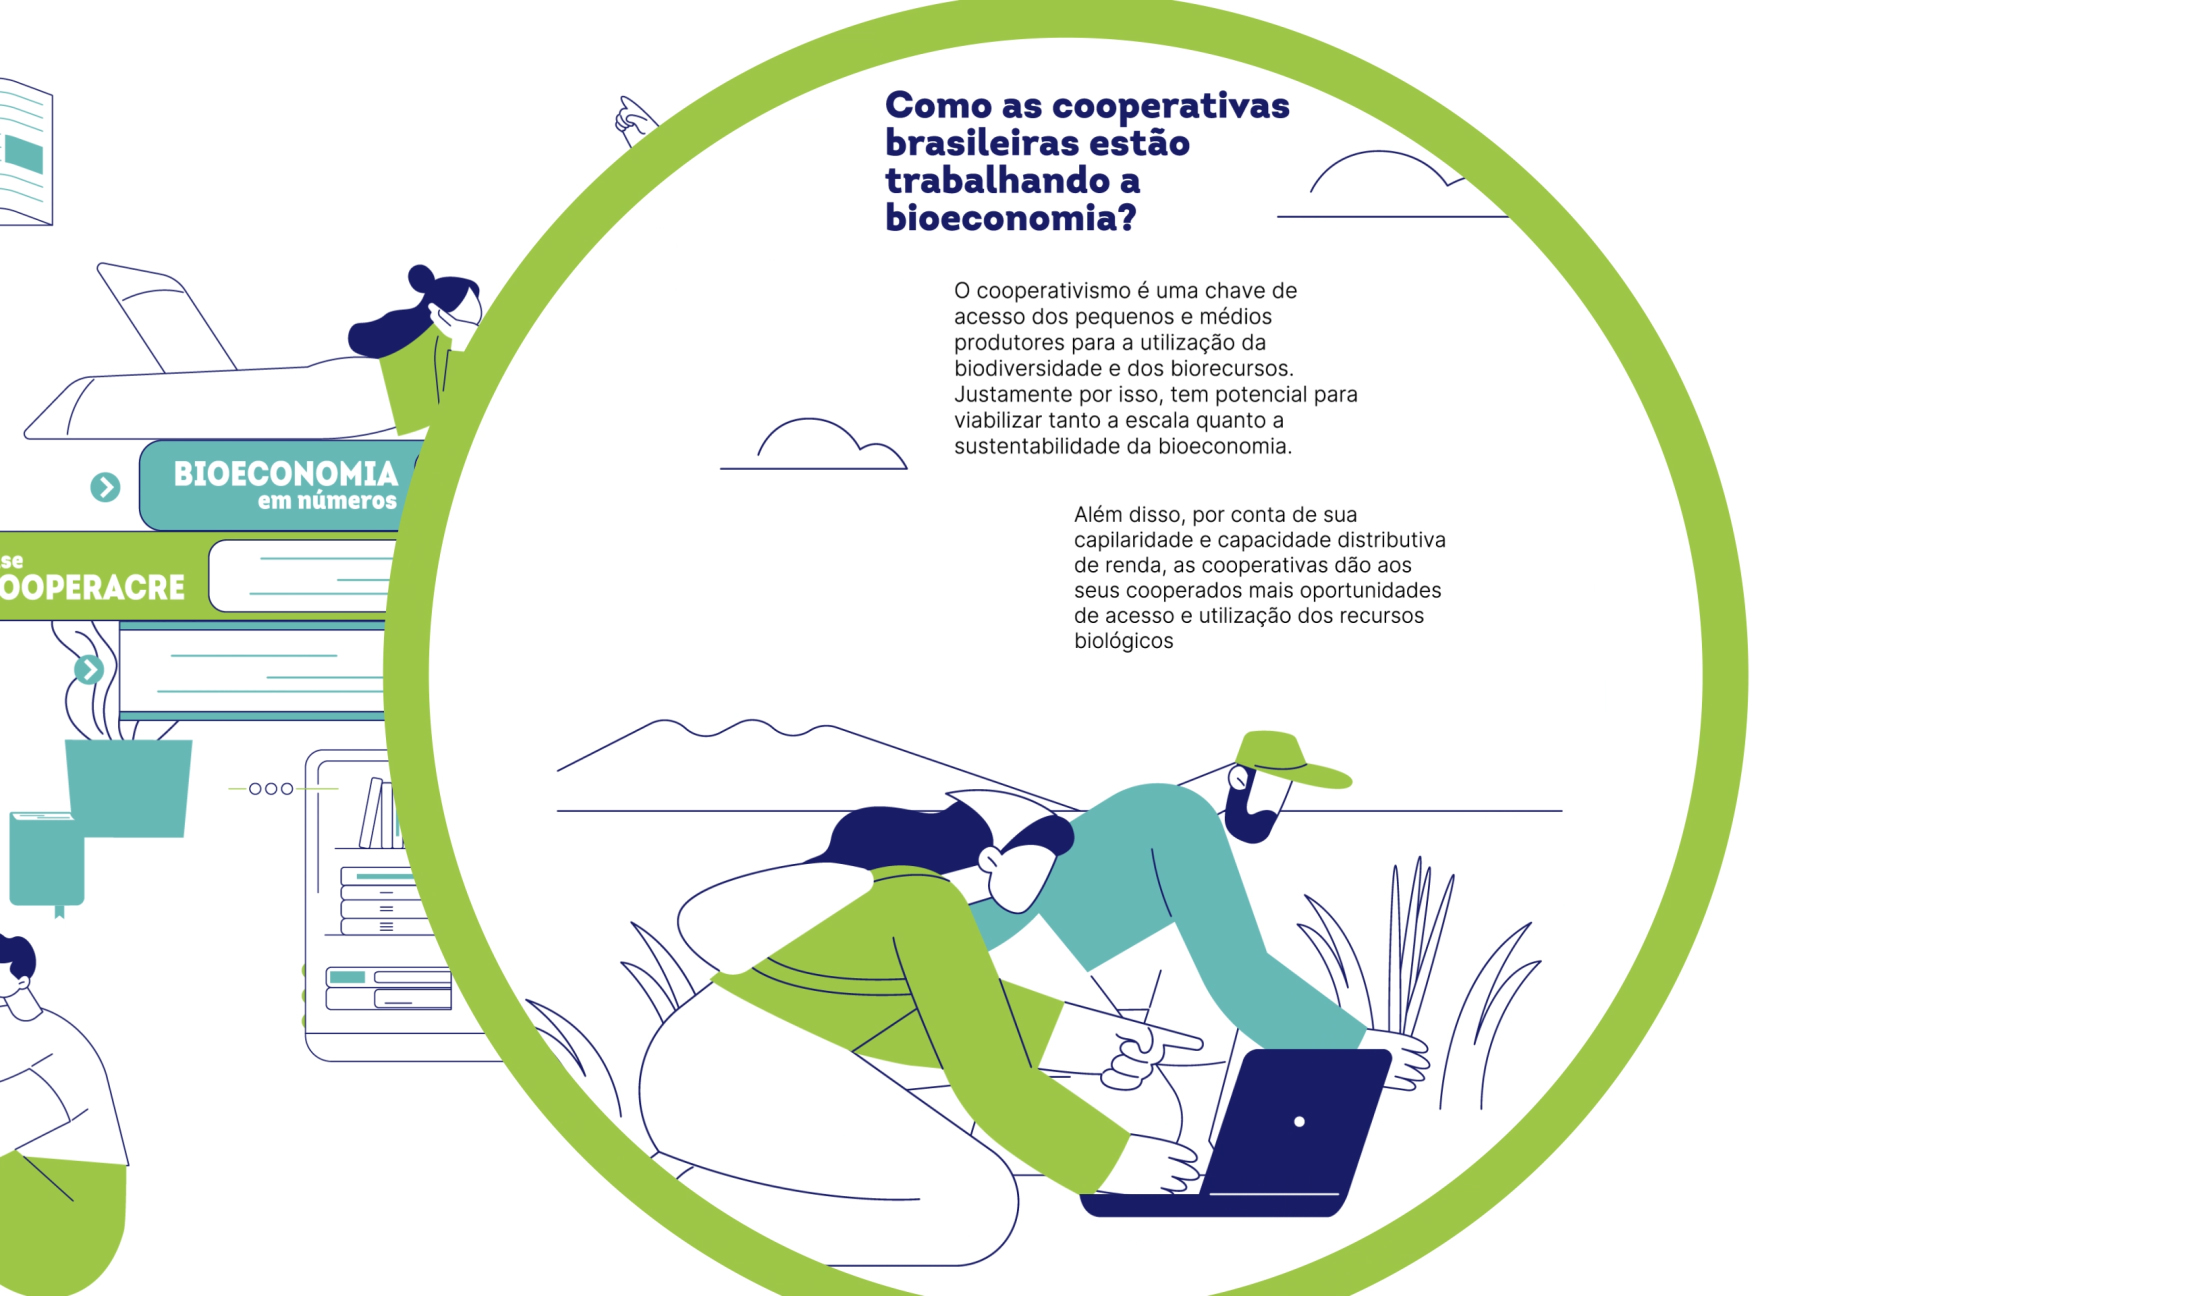 Como as cooperativas
brasileiras estão
trabalhando a
bioeconomia?
O cooperativismo é uma chave de
acesso dos pequenos e médios
produtores para a utilização da
biodiversidade e dos biorecursos.
Justamente por isso, tem potencial para
viabilizar tanto a escala quanto a
sustentabilidade da bioeconomia.
Além disso, por conta de sua
capilaridade e capacidade distributiva
de renda, as cooperativas dão aos
seus cooperados mais oportunidades
de acesso e utilização dos recursos
biológicos
BIOECONOMIA
em números
se
OOPERACRE